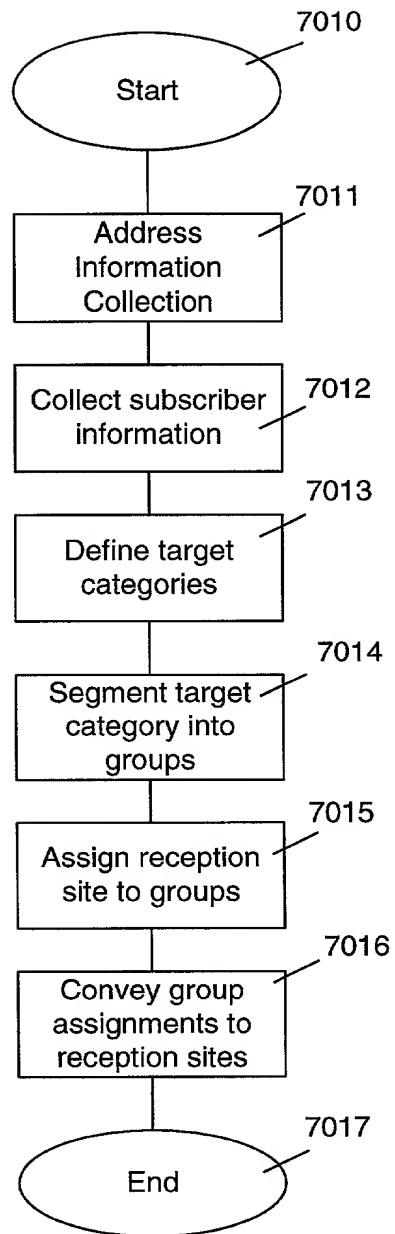 7010
Start
7011
Address
Information
Collection
7012
Collect subscriber
information
7013
Define target
categories
7014
Segment target
category into
groups
7015
Assign reception
site to groups
7016
Convey group
assignments to
reception sites
7017
End